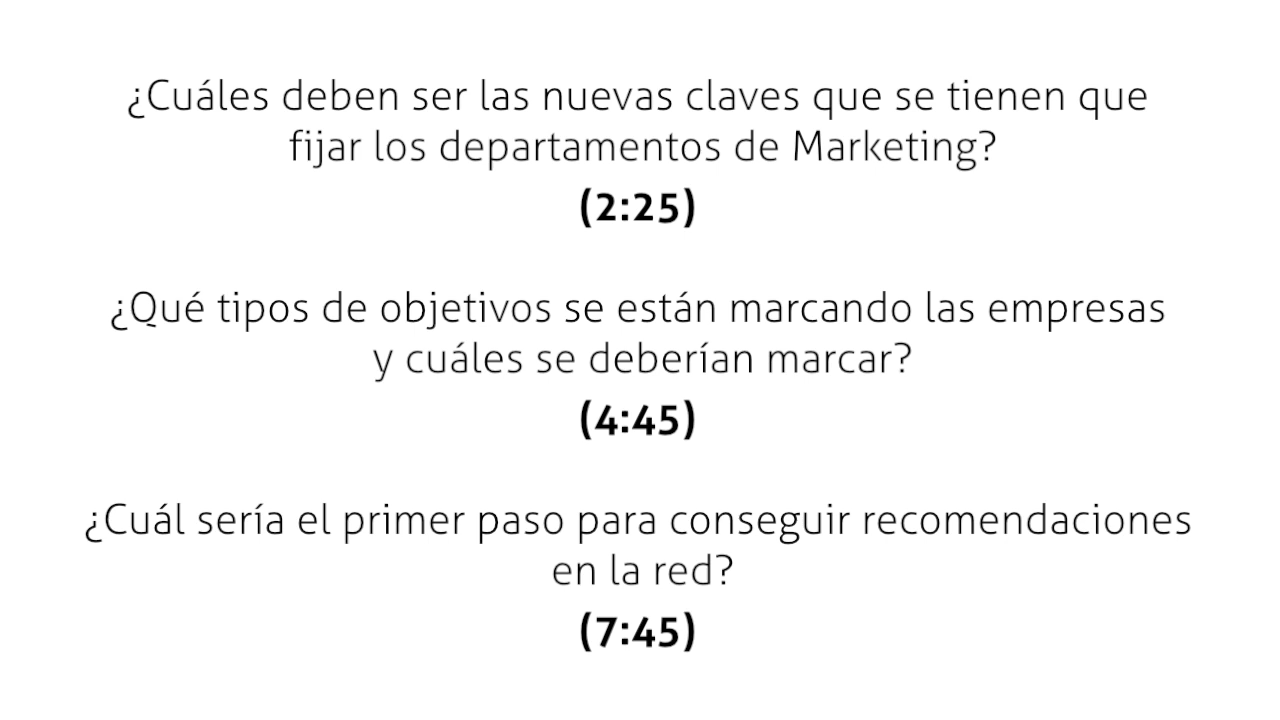 ¿Cuáles deben ser las nuevas claves que se tienen que
fijar los departamentos de Marketing?
(2:25)
¿Qué tipos de objetivos se están marcando las empresas
y cuáles se deberían marcar?
(4:45)
¿Cuál sería el primer paso para conseguir recomendaciones
en la red?
(7:45)